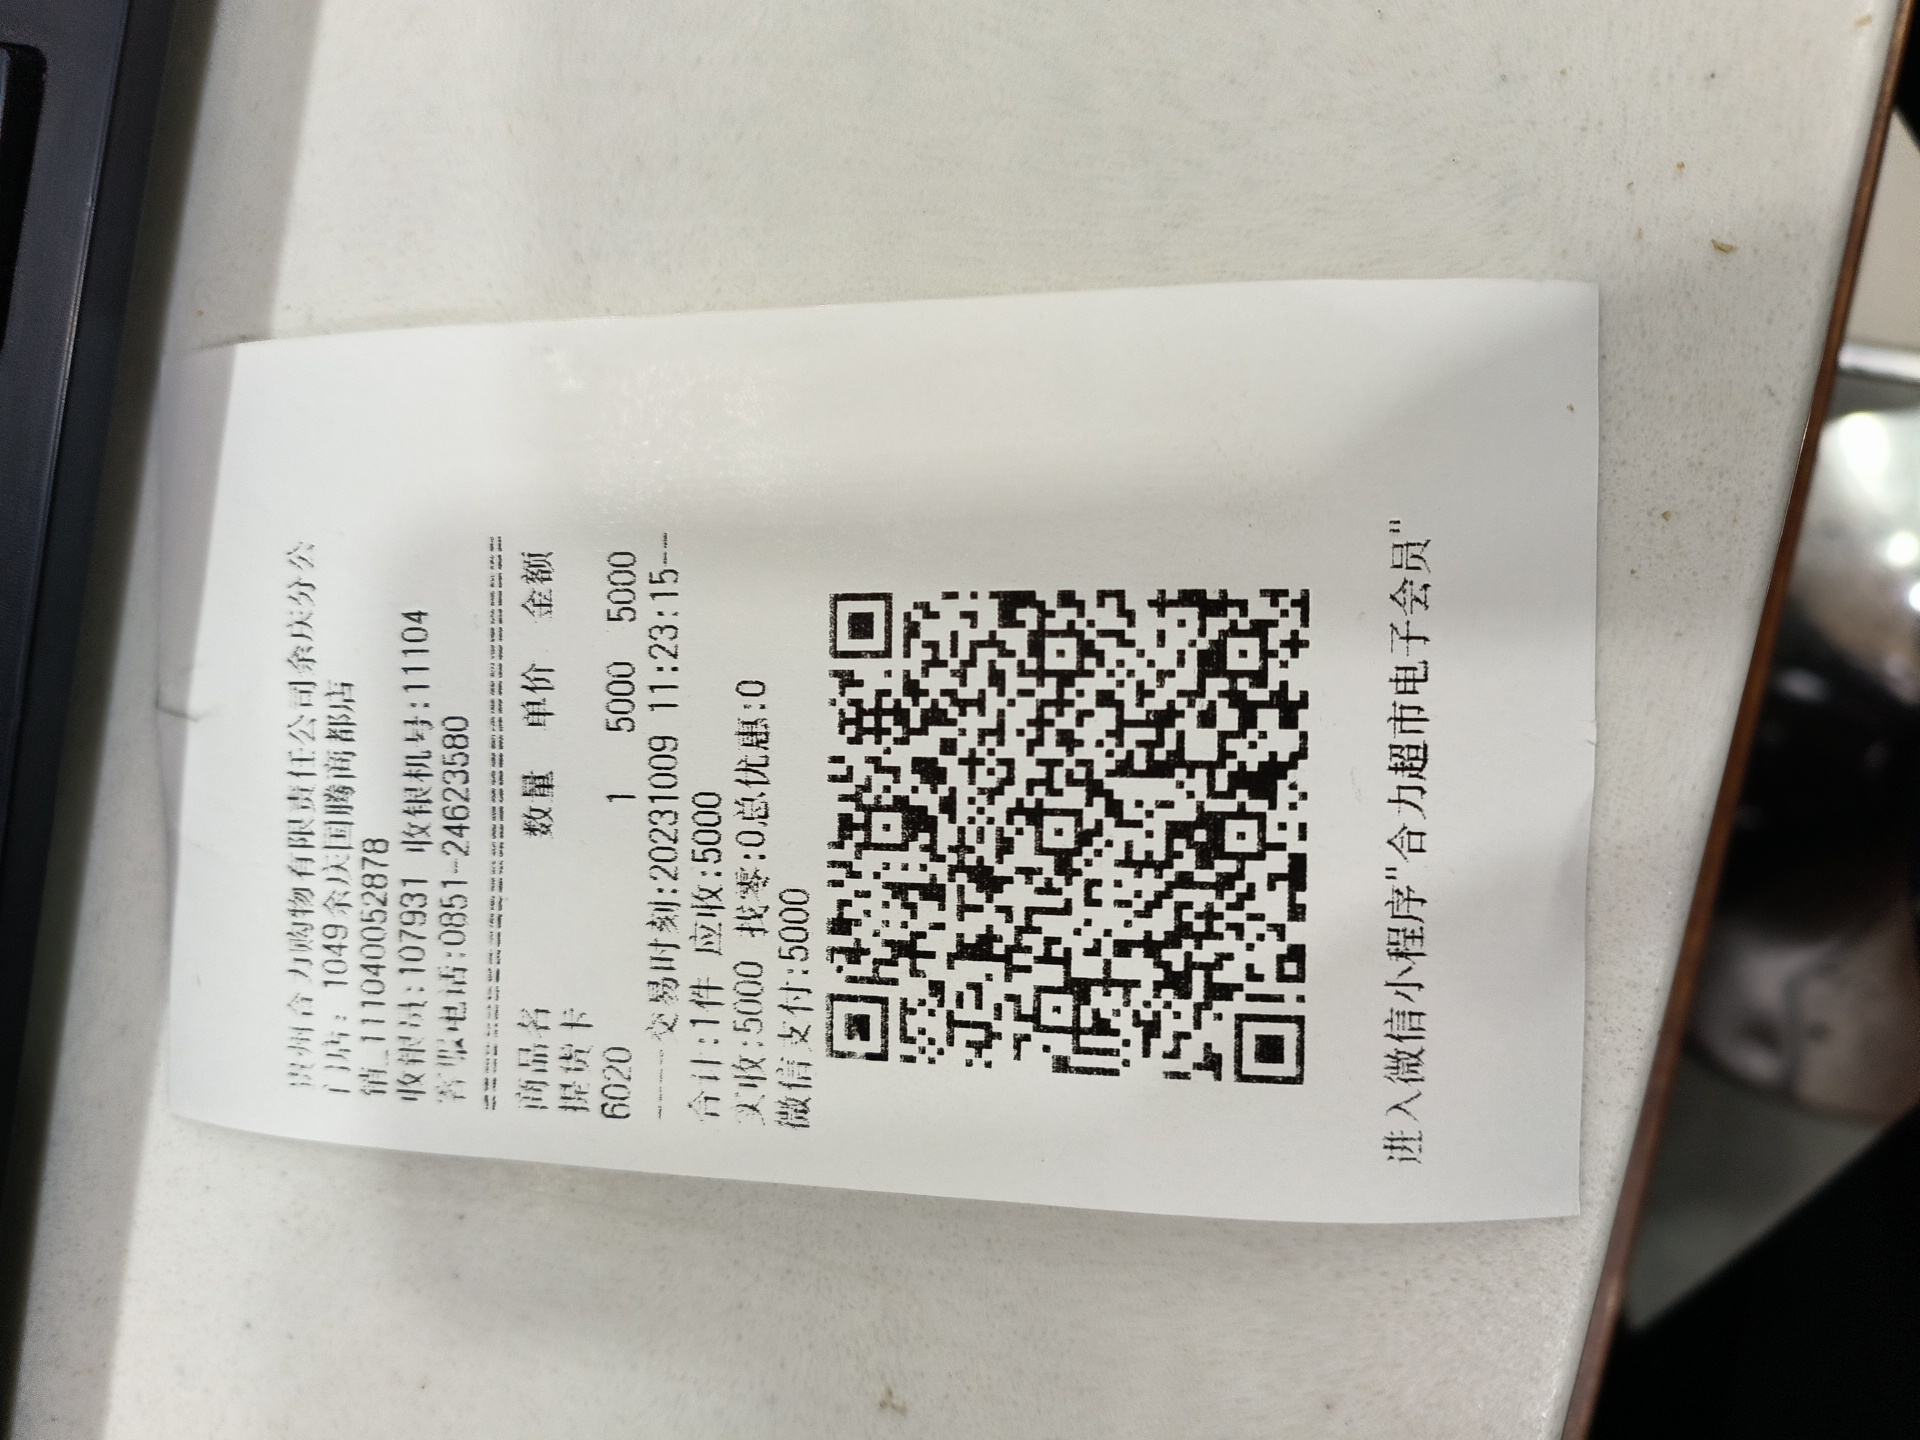 贵州合力购物有限责任公司余庆分公
门店: 1049余庆国腾商都店
销_1110400528​78
收银员:107931 收银机号:11104
客服电话:0851-24623580
商品名 数量 单价 金额
提货卡
6020 1 5000 5000
----交易时刻:20231009 11:23:15--
合计:1件 应收:5000
实收:5000 找零:0总优惠:0
微信支付:5000
进入微信小程序"合力超市电子会员"